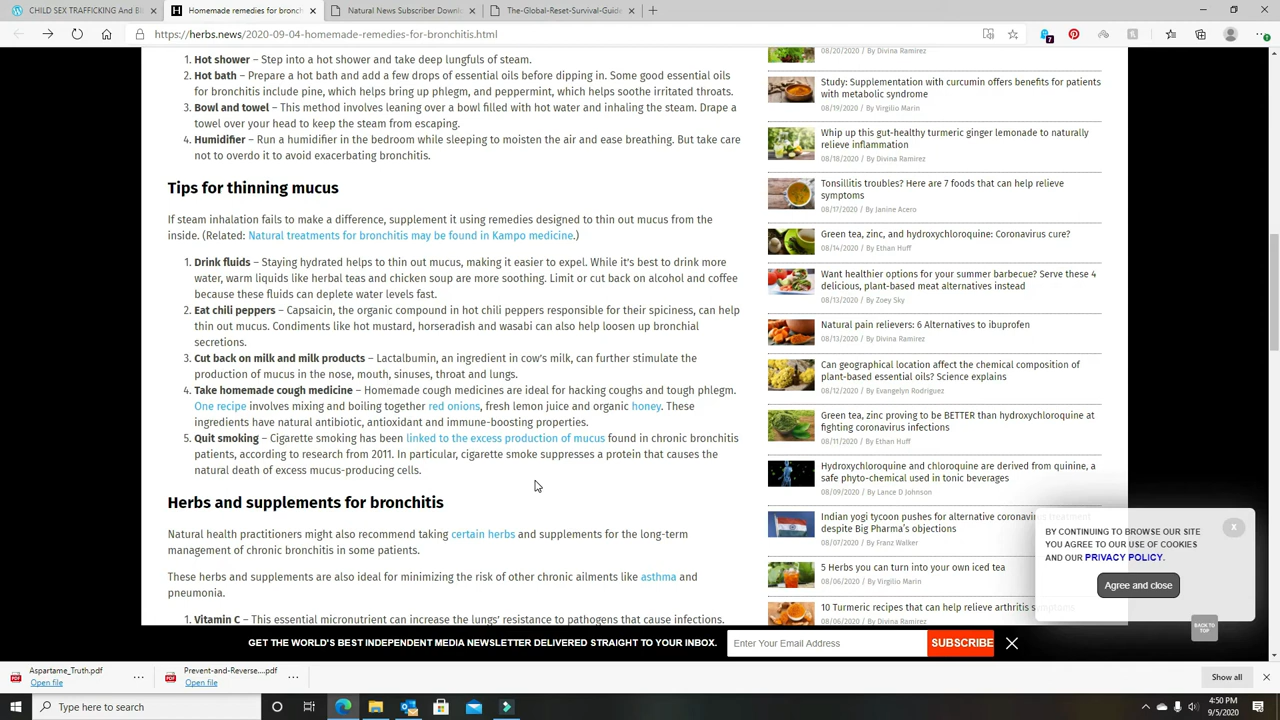 CHILD SEX TRAFFICKING AND B
Homemade remedies for bronch
Natural News Subscriber Downlo
The-Global-Reset-Survival-Guide
https://herbs.news/2020-09-04-homemade-remedies-for-bronchitis.html
7
1. Hot shower – Step into a hot shower and take deep lungfuls of steam.
2. Hot bath – Prepare a hot bath and add a few drops of essential oils before dipping in. Some good essential
oils for bronchitis include pine, which helps bring up phlegm, and peppermint, which helps soothe irritated throats.
3. Bowl and towel – This method involves leaning over a bowl filled with hot water and inhaling the steam. Drape a
towel over your head to keep the steam from escaping.
4. Humidifier – Run a humidifier in the bedroom while sleeping to moisten the air and ease breathing. But take care
not to overdo it to avoid exacerbating bronchitis.
Tips for thinning mucus
If steam inhalation fails to make a difference, supplement it using remedies designed to thin out mucus from the
inside. (Related: Natural treatments for bronchitis may be found in Kampo medicine.)
1. Drink fluids – Staying hydrated helps to thin out mucus, making it easier to expel. While it's best to drink more
water, warm liquids like herbal teas and chicken soup are more soothing. Limit or cut back on alcohol and coffee
because these fluids can deplete water levels fast.
2. Eat chili peppers – Capsaicin, the organic compound in hot chili peppers responsible for their spiciness, can help
thin out mucus. Condiments like hot mustard, horseradish and wasabi can also help loosen up bronchial
secretions.
3. Cut back on milk and milk products – Lactalbumin, an ingredient in cow's milk, can further stimulate the
production of mucus in the nose, mouth, sinuses, throat and lungs.
4. Take homemade cough medicine – Homemade cough medicines are ideal for hacking coughs and tough phlegm.
One recipe involves mixing and boiling together red onions, fresh lemon juice and organic honey. These
ingredients have natural antibiotic, antioxidant and immune-boosting properties.
5. Quit smoking – Cigarette smoking has been linked to the excess production of mucus found in chronic bronchitis
patients, according to research from 2011. In particular, cigarette smoke suppresses a protein that causes the
natural death of excess mucus-producing cells.
Herbs and supplements for bronchitis
Natural health practitioners might also recommend taking certain herbs and supplements for the long-term
management of chronic bronchitis in some patients.
These herbs and supplements are also ideal for minimizing the risk of other chronic ailments like asthma and
pneumonia.
1. Vitamin C – This essential micronutrient can increase the lungs' resistance to pathogens that cause infections.
08/20/2020 / By Divina Ramirez
Study: Supplementation with curcumin offers benefits for patients
with metabolic syndrome
08/19/2020 / By Virgilio Marin
Whip up this gut-healthy turmeric ginger lemonade to naturally
relieve inflammation
08/18/2020 / By Divina Ramirez
Tonsillitis troubles? Here are 7 foods that can help relieve
symptoms
08/17/2020 / By Janine Acero
Green tea, zinc, and hydroxychloroquine: Coronavirus cure?
08/14/2020 / By Ethan Huff
Want healthier options for your summer barbecue? Serve these 4
delicious, plant-based meat alternatives instead
08/13/2020 / By Zoey Sky
Natural pain relievers: 6 Alternatives to ibuprofen
08/13/2020 / By Divina Ramirez
Can geographical location affect the chemical composition of
plant-based essential oils? Science explains
08/12/2020 / By Evangelyn Rodriguez
Green tea, zinc proving to be BETTER than hydroxychloroquine at
fighting coronavirus infections
08/11/2020 / By Ethan Huff
Hydroxychloroquine and chloroquine are derived from quinine, a
safe phyto-chemical used in tonic beverages
08/09/2020 / By Lance D Johnson
Indian yogi tycoon pushes for alternative coronavirus treatment
despite Big Pharma's objections
08/07/2020 / By Franz Walker
5 Herbs you can turn into your own iced tea
08/06/2020 / By Virgilio Marin
10 Turmeric recipes that can help relieve arthritis symptoms
08/06/2020 / By Divina Ramirez
BY CONTINUING TO BROWSE OUR SITE
YOU AGREE TO OUR USE OF COOKIES
AND OUR PRIVACY POLICY.
X
Agree and close
BACK TO
TOP
GET THE WORLD'S BEST INDEPENDENT MEDIA NEWSLETTER DELIVERED STRAIGHT TO YOUR INBOX.
Enter Your Email Address
SUBSCRIBE
Aspartame_Truth.pdf
Open file
Prevent-and-Reverse....pdf
Open file
Show all
Type here to search
4:50 PM
9/5/2020